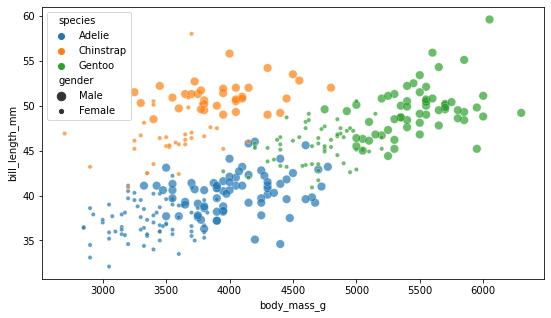 species
Adelie
Chinstrap
Gentoo
gender
Male
Female
60
55
50
45
40
35
bill_length_mm
3000 3500 4000 4500 5000 5500 6000
body_mass_g